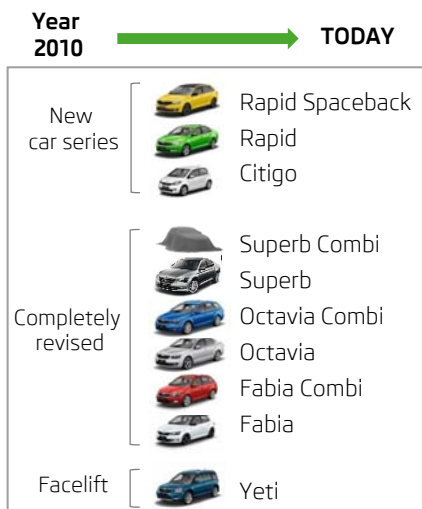 Year
2010
TODAY
New
car series
Rapid Spaceback
Rapid
Citigo
Completely
revised
Superb Combi
Superb
Octavia Combi
Octavia
Fabia Combi
Fabia
Facelift
Yeti